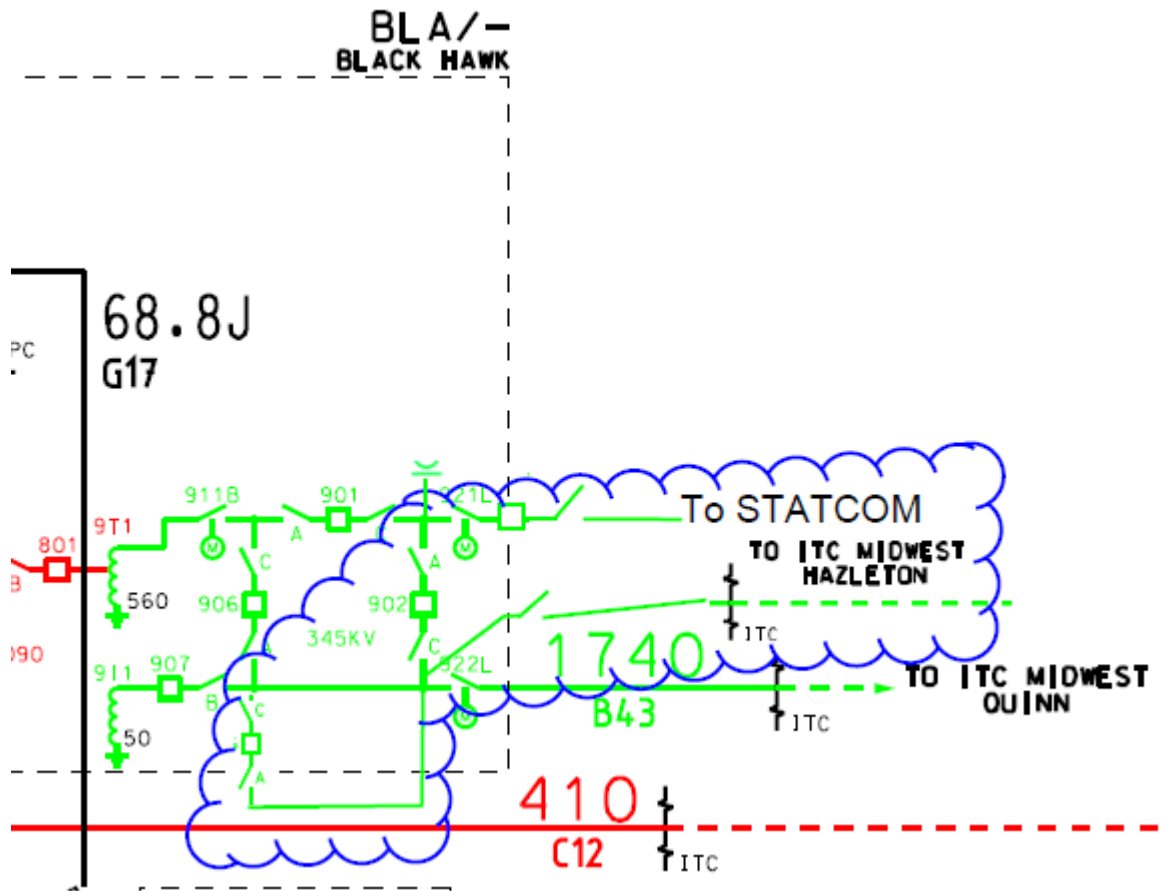 BLA/-
BLACK HAWK
68.8J
PC
G17
911B
901
921L
To STATCOM
9T1
A
M
M
TO ITC MIDWEST
HAZLETON
801
B
C
A
560
906
902
ITC
345KV
1740
090
A
C
911
907
922L
TO ITC MIDWEST
QUINN
B
C
M
B43
ITC
50
A
410
C12
ITC